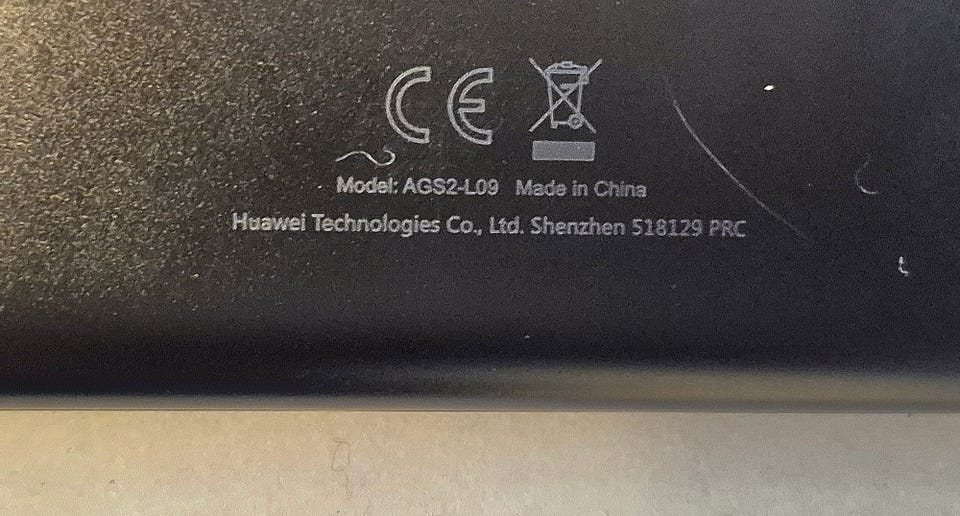 CE
Model: AGS2-L09 Made in China
Huawei Technologies Co., Ltd. Shenzhen 518129 PRC